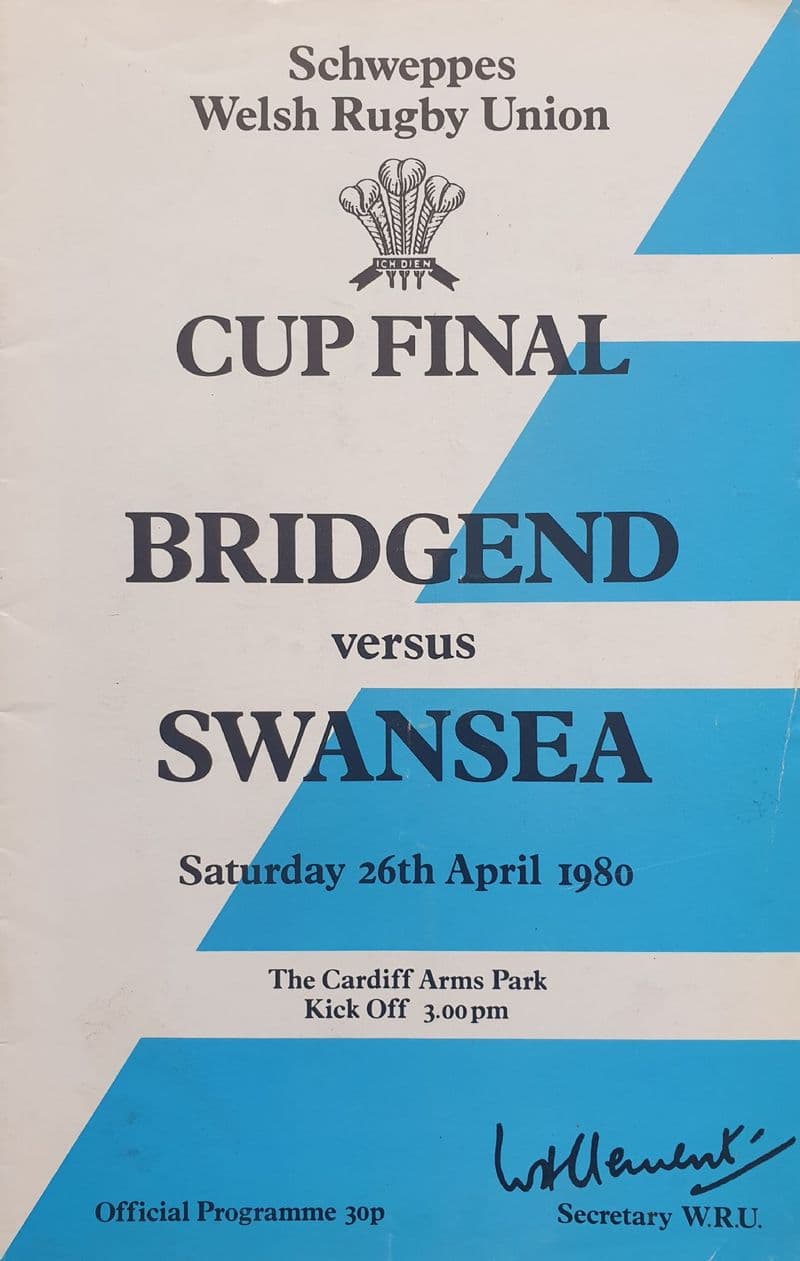 Schweppes
Welsh Rugby Union
ICH DIEN
CUP FINAL
BRIDGEND
versus
SWANSEA
Saturday 26th April 1980
The Cardiff Arms Park
Kick Off 3.00pm
WHClement
Official Programme 30p
Secretary W.R.U.